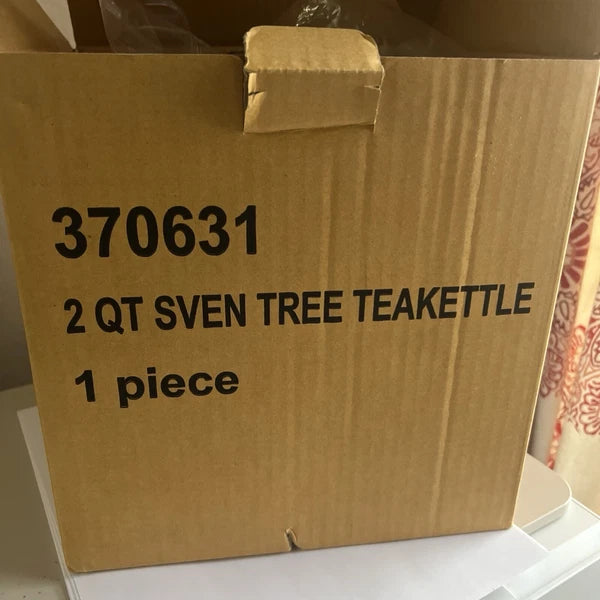 370631
2 QT SVEN TREE TEAKETTLE
1 piece